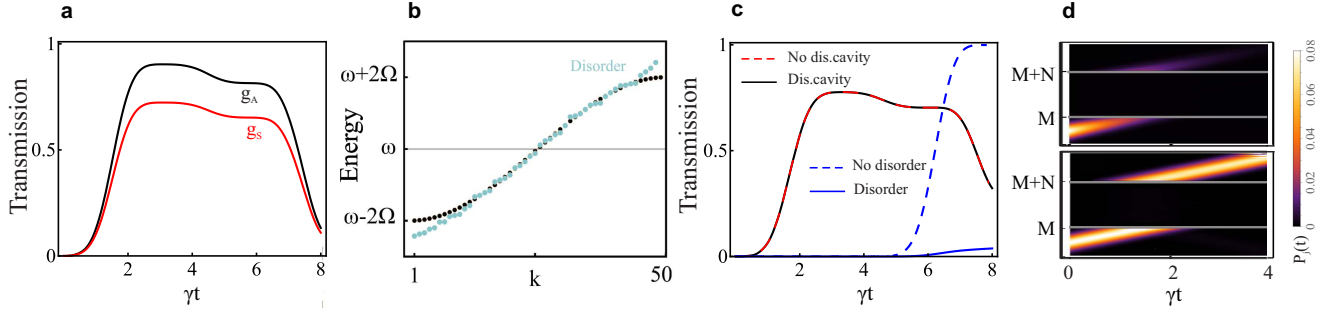 a
Transmission
1
0.5
0
2
4
6
8
γt
g_A
g_S
b
Energy
ω+2Ω
ω
ω-2Ω
Disorder
1
k
50
c
Transmission
1
0.5
0
2
4
6
8
γt
No dis.cavity
Dis.cavity
No disorder
Disorder
d
M+N
M
M+N
M
0
2
4
γt
0.08
0.06
0.04
0.02
0
P_j(t)